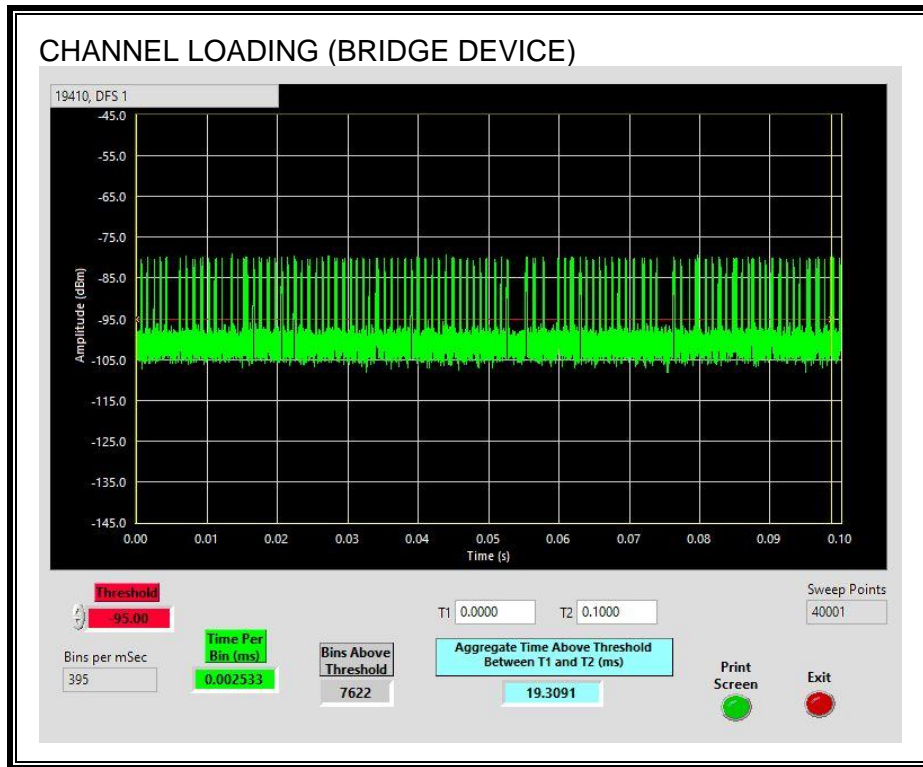 CHANNEL LOADING (BRIDGE DEVICE)
19410, DFS 1
-45.0
-55.0
-65.0
-75.0
-85.0
-95.0
-105.0
-115.0
-125.0
-135.0
-145.0
Amplitude (dBm)
0.00 0.01 0.02 0.03 0.04 0.05 0.06 0.07 0.08 0.09 0.10
Time (s)
Threshold
-95.00
Bins per mSec
395
Time Per
Bin (ms)
0.002533
Bins Above
Threshold
7622
T1 0.0000 T2 0.1000
Aggregate Time Above Threshold
Between T1 and T2 (ms)
19.3091
Print
Screen
Exit
Sweep Points
40001